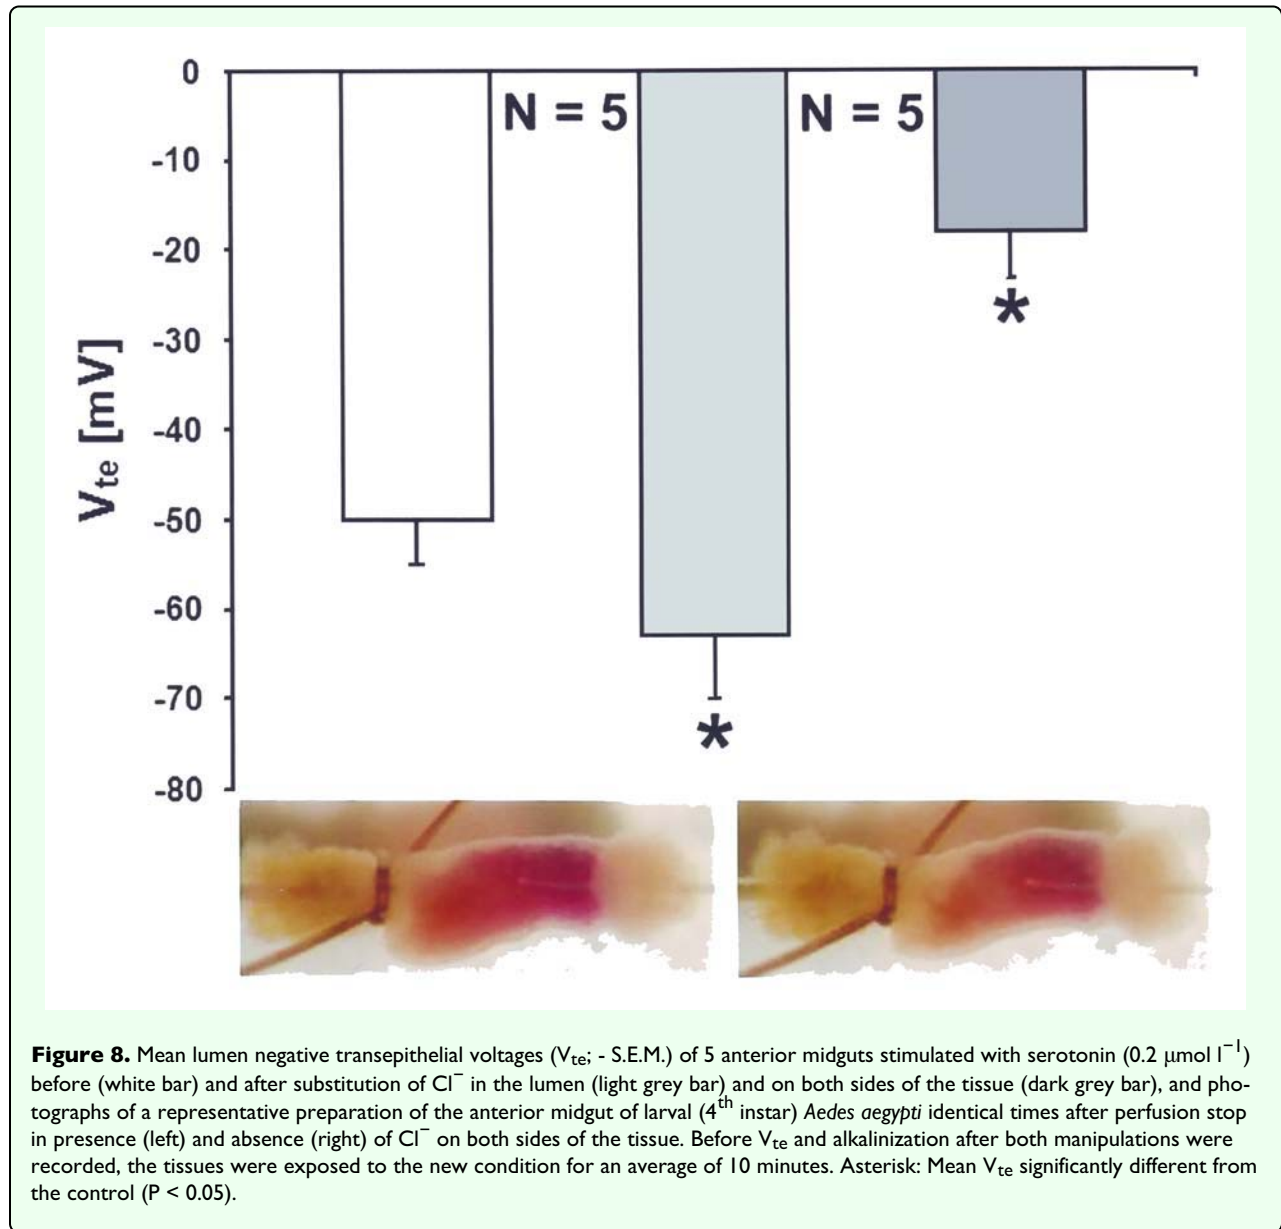 0
N = 5 N = 5
-10
-20
*
-30
-40
-50
-60
-70
*
-80
Vte [mV]
Figure 8. Mean lumen negative transepithelial voltages (Vte; - S.E.M.) of 5 anterior midguts stimulated with serotonin (0.2 μmol l−1)
before (white bar) and after substitution of Cl− in the lumen (light grey bar) and on both sides of the tissue (dark grey bar), and pho-
tographs of a representative preparation of the anterior midgut of larval (4th instar) Aedes aegypti identical times after perfusion stop
in presence (left) and absence (right) of Cl− on both sides of the tissue. Before Vte and alkalinization after both manipulations were
recorded, the tissues were exposed to the new condition for an average of 10 minutes. Asterisk: Mean Vte significantly different from
the control (P < 0.05).